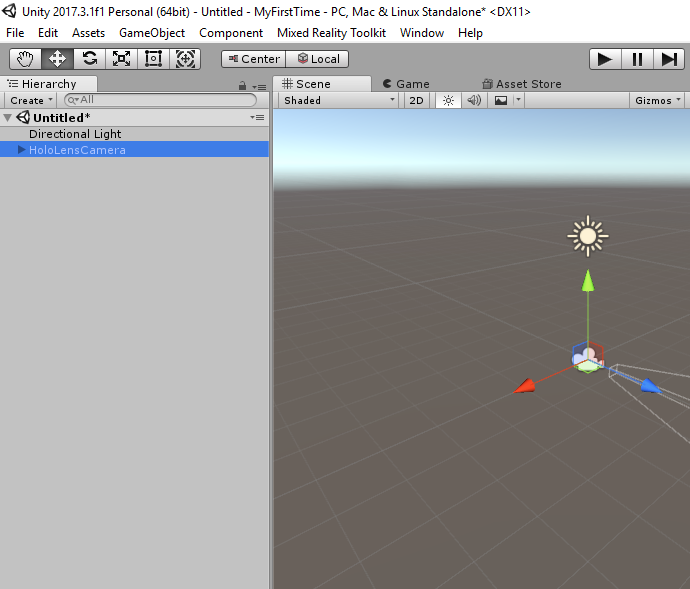 Unity 2017.3.1f1 Personal (64bit) - Untitled - MyFirstTime - PC, Mac & Linux Standalone* <DX11>
File Edit Assets GameObject Component Mixed Reality Toolkit Window Help
Center Local
Hierarchy Scene Game Asset Store
Create All Shaded 2D Gizmos
Untitled*
Directional Light
HoloLensCamera